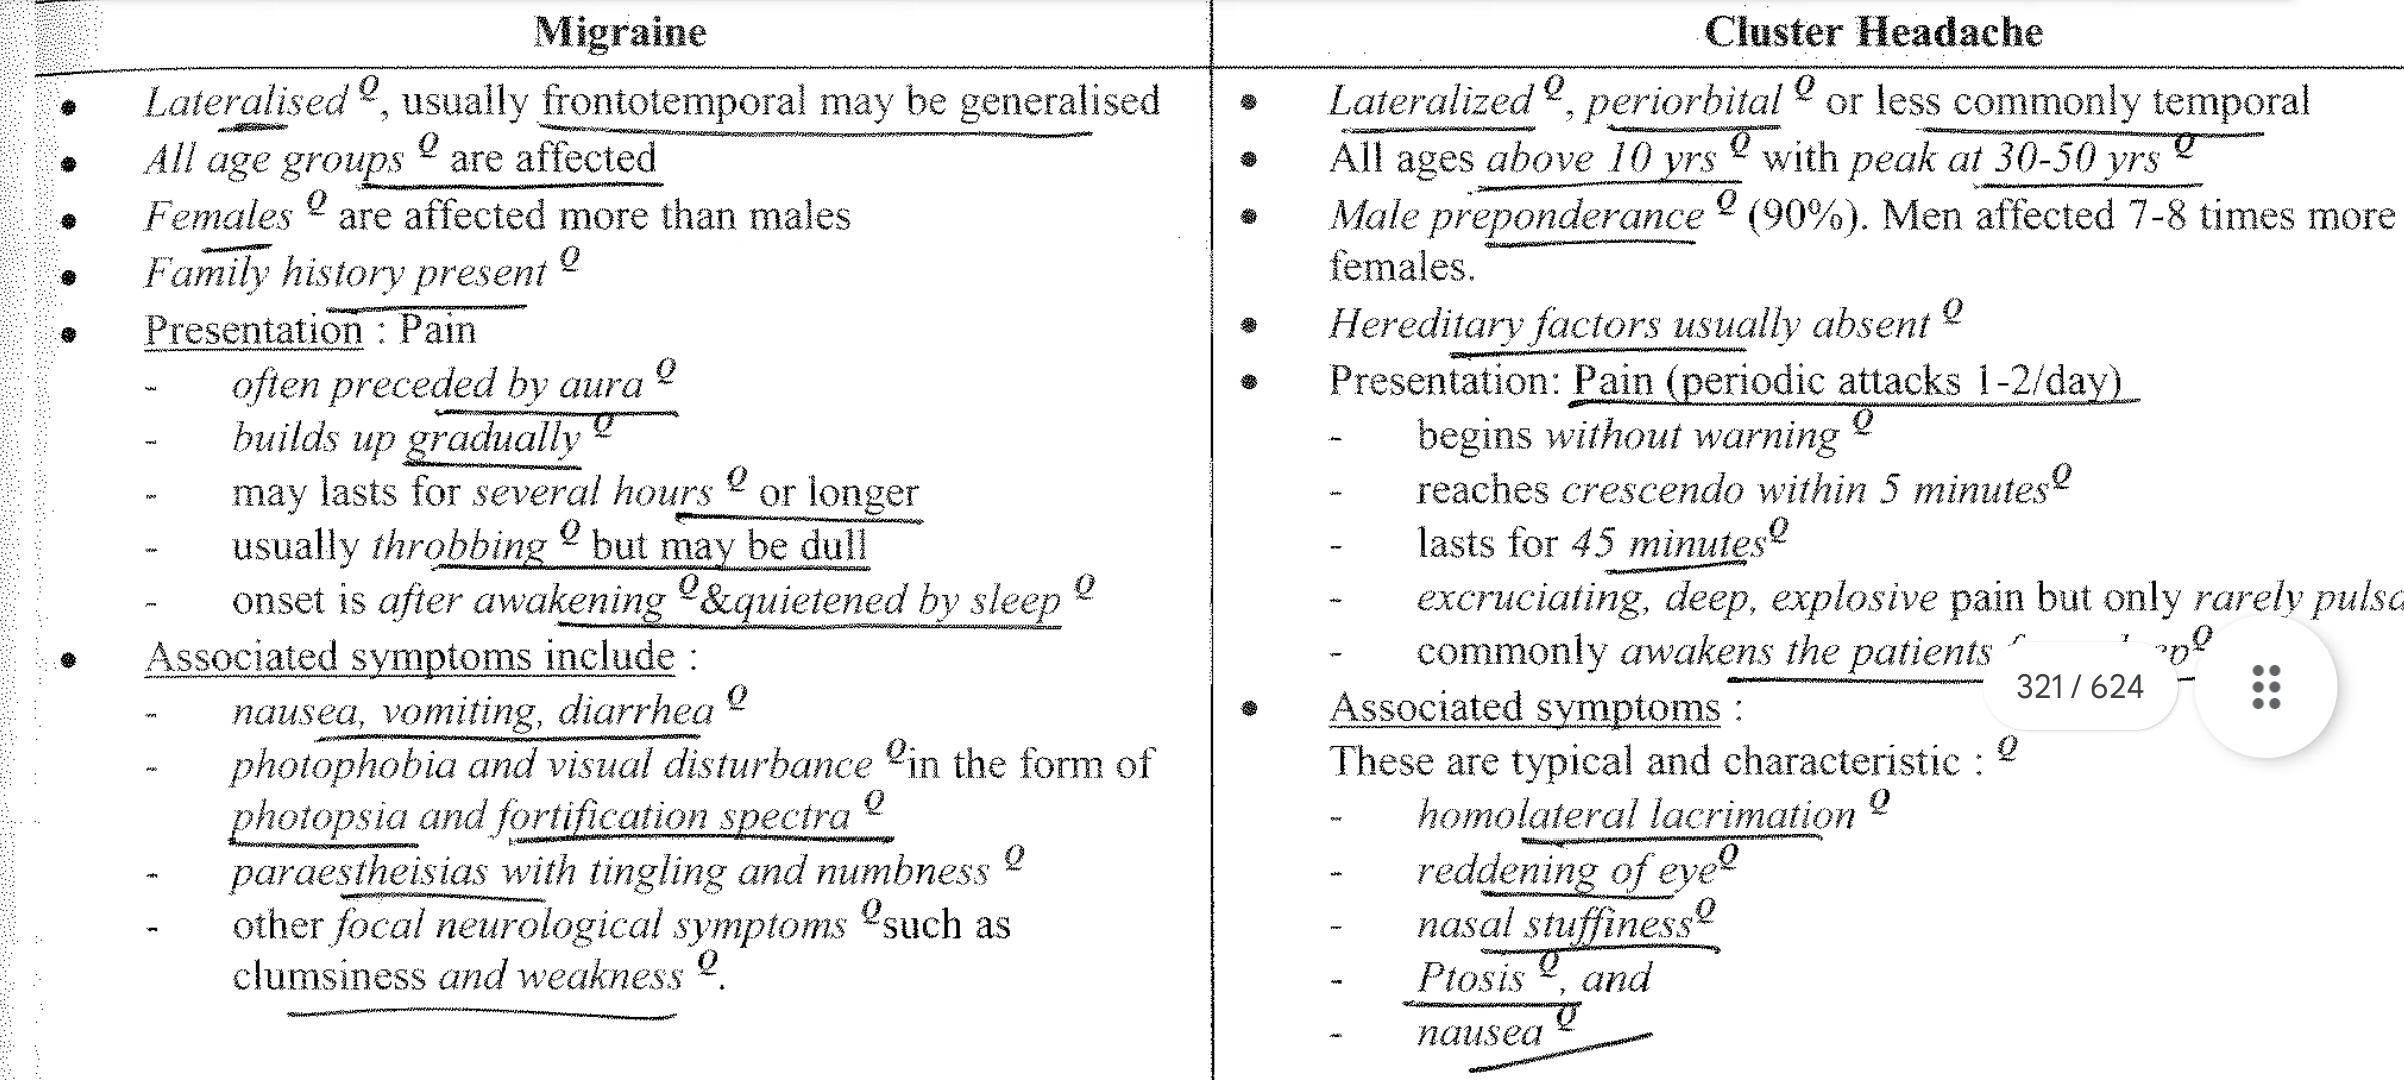 Migraine
• Lateralised Q, usually frontotemporal may be generalised
• All age groups Q are affected
• Females Q are affected more than males
• Family history present Q
• Presentation : Pain
- often preceded by aura Q
- builds up gradually Q
- may lasts for several hours Q or longer
- usually throbbing Q but may be dull
- onset is after awakening Q &quietened by sleep Q
• Associated symptoms include :
- nausea, vomiting, diarrhea Q
- photophobia and visual disturbance Q in the form of
photopsia and fortification spectra Q
- paraestheisias with tingling and numbness Q
- other focal neurological symptoms Q such as
clumsiness and weakness Q.
Cluster Headache
• Lateralized Q, periorbital Q or less commonly temporal
• All ages above 10 yrs Q with peak at 30-50 yrs Q
• Male preponderance Q (90%). Men affected 7-8 times more
females.
• Hereditary factors usually absent Q
• Presentation: Pain (periodic attacks 1-2/day)
- begins without warning Q
- reaches crescendo within 5 minutes Q
- lasts for 45 minutes Q
- excruciating, deep, explosive pain but only rarely
- commonly awakens the patients Q
321 / 624
• Associated symptoms :
These are typical and characteristic : Q
- homolateral lacrimation Q
- reddening of eye Q
- nasal stuffiness Q
- Ptosis Q, and
- nausea Q